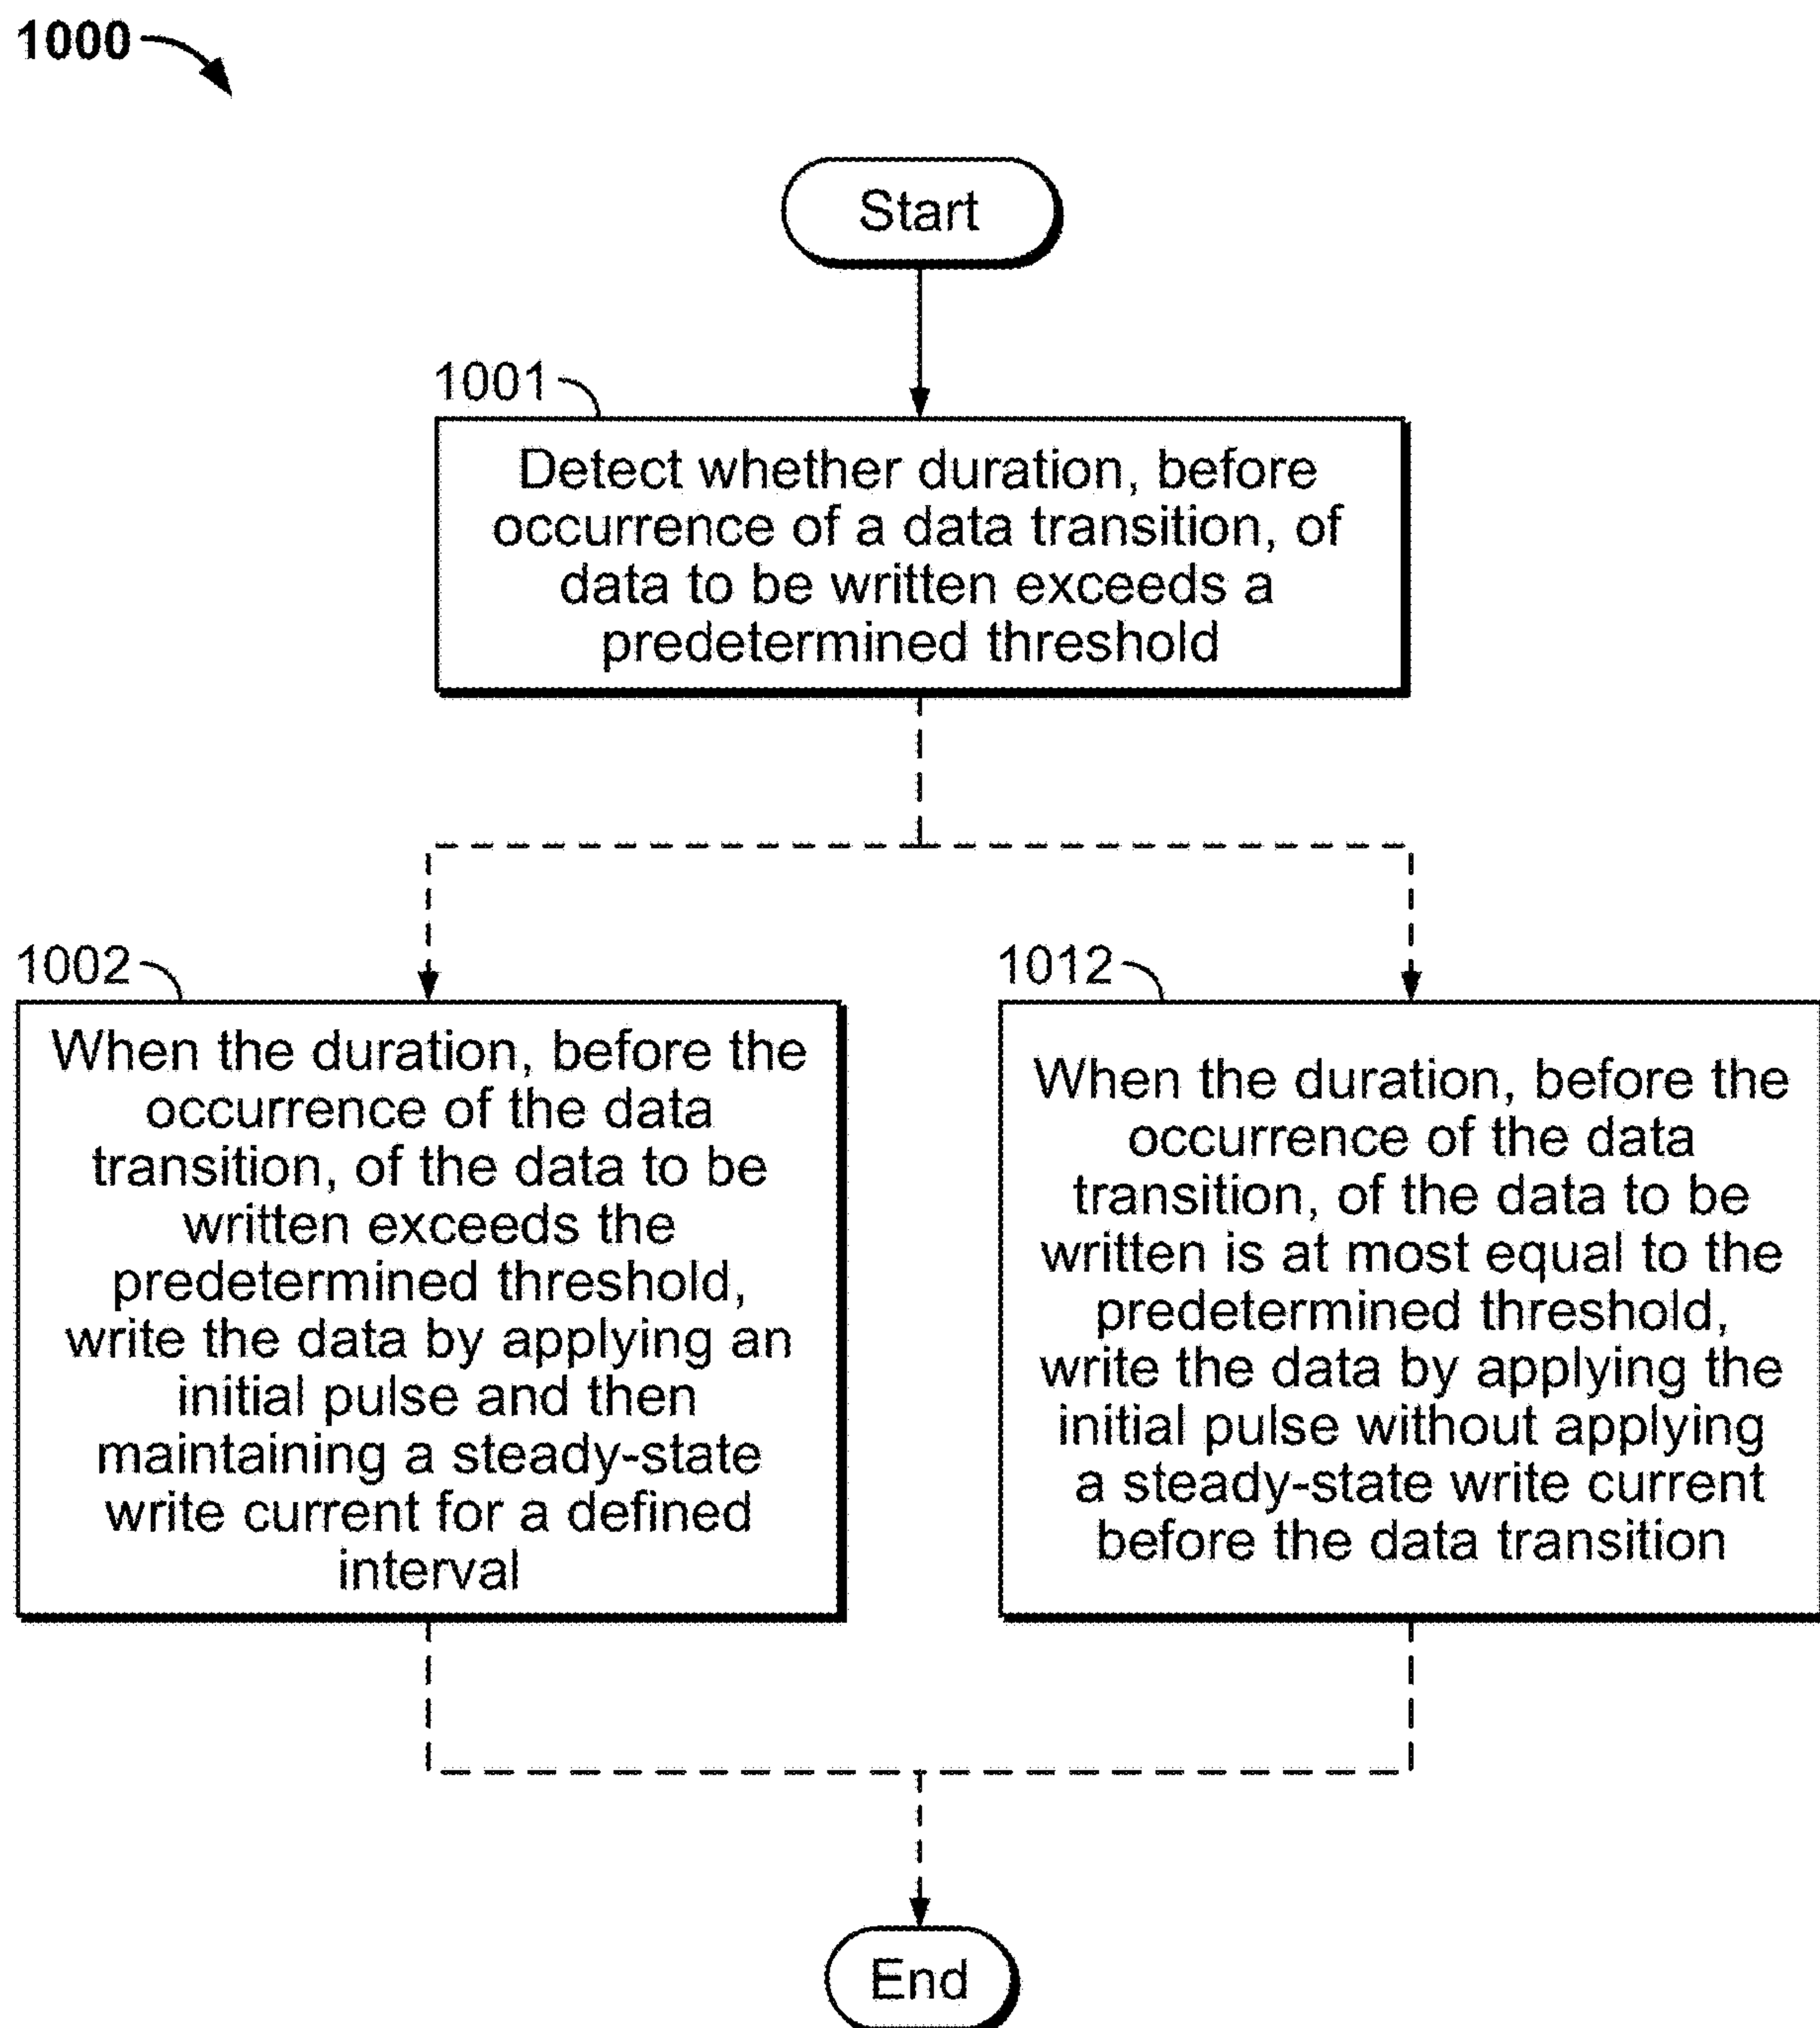 1000
Start
1001
Detect whether duration, before
occurrence of a data transition, of
data to be written exceeds a
predetermined threshold
1002
When the duration, before the
occurrence of the data
transition, of the data to be
written exceeds the
predetermined threshold,
write the data by applying an
initial pulse and then
maintaining a steady-state
write current for a defined
interval
1012
When the duration, before the
occurrence of the data
transition, of the data to be
written is at most equal to the
predetermined threshold,
write the data by applying the
initial pulse without applying
a steady-state write current
before the data transition
End